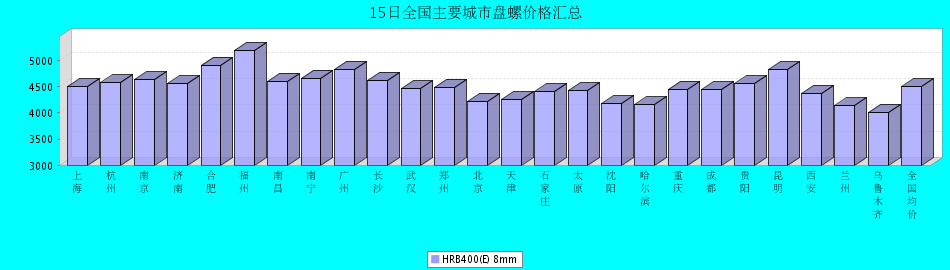 15日全国主要城市盘螺价格汇总
5000
4500
4000
3500
3000
上海 杭州 南京 济南 合肥 福州 南昌 南宁 广州 长沙 武汉 郑州 北京 天津 石家庄 太原 沈阳 哈尔滨 重庆 成都 贵阳 昆明 西安 兰州 乌鲁木齐 全国均价
HRB400(E) 8mm